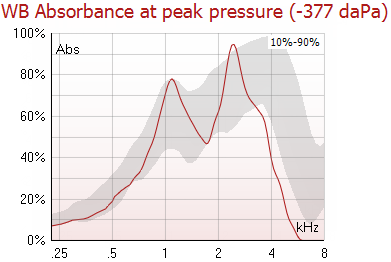 WB Absorbance at peak pressure (-377 daPa)
100%
Abs
10%-90%
80%
60%
40%
20%
kHz
0%
.25 .5 1 2 4 8